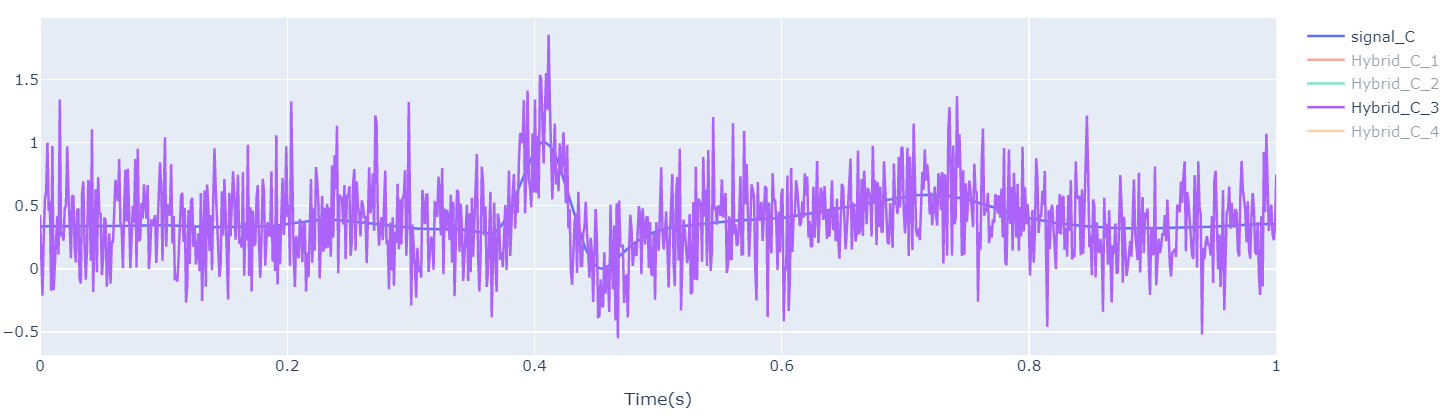 1.5
1
0.5
0
−0.5
0
0.2
0.4
0.6
0.8
1
Time(s)
signal_C
Hybrid_C_1
Hybrid_C_2
Hybrid_C_3
Hybrid_C_4